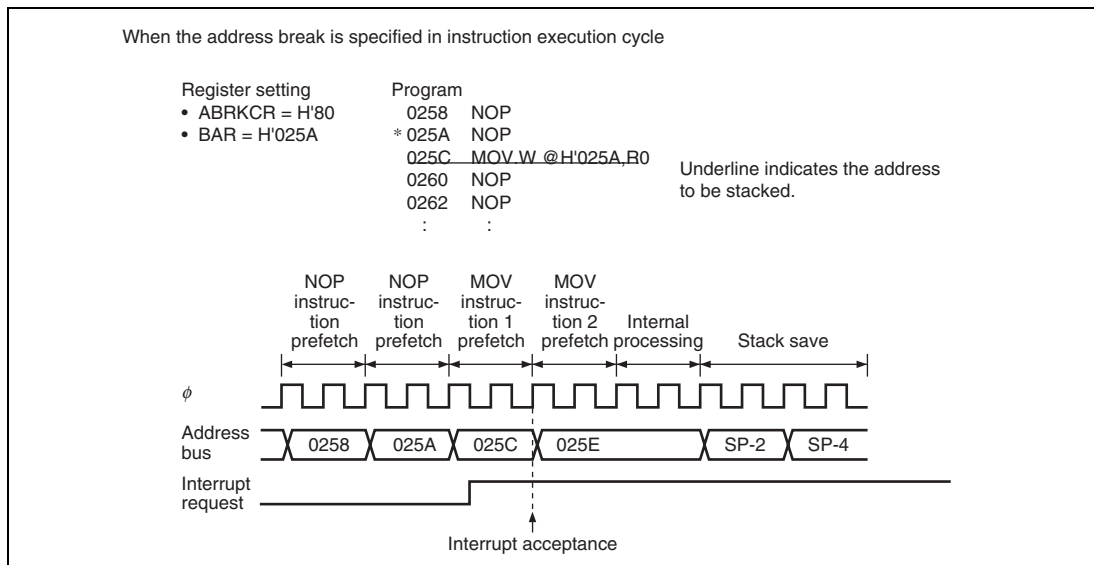 When the address break is specified in instruction execution cycle
Register setting
• ABRKCR = H'80
• BAR = H'025A
Program
0258 NOP
* 025A NOP
025C MOV.W @H'025A,R0
0260 NOP
0262 NOP
: :
Underline indicates the address
to be stacked.
NOP
instruc-
tion
prefetch
NOP
instruc-
tion
prefetch
MOV
instruc-
tion 1
prefetch
MOV
instruc-
tion 2
prefetch
Internal
processing
Stack save
φ
Address
bus
0258 025A 025C 025E SP-2 SP-4
Interrupt
request
Interrupt acceptance